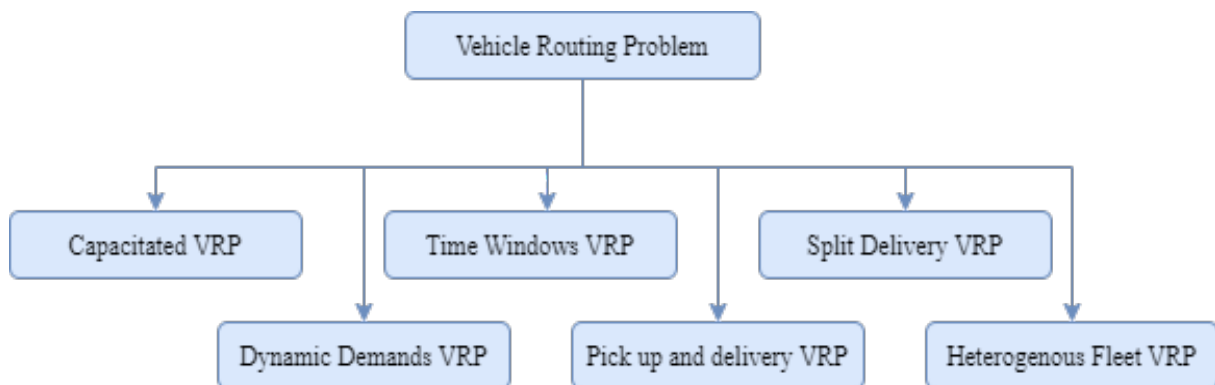 Vehicle Routing Problem
Capacitated VRP
Time Windows VRP
Split Delivery VRP
Dynamic Demands VRP
Pick up and delivery VRP
Heterogenous Fleet VRP